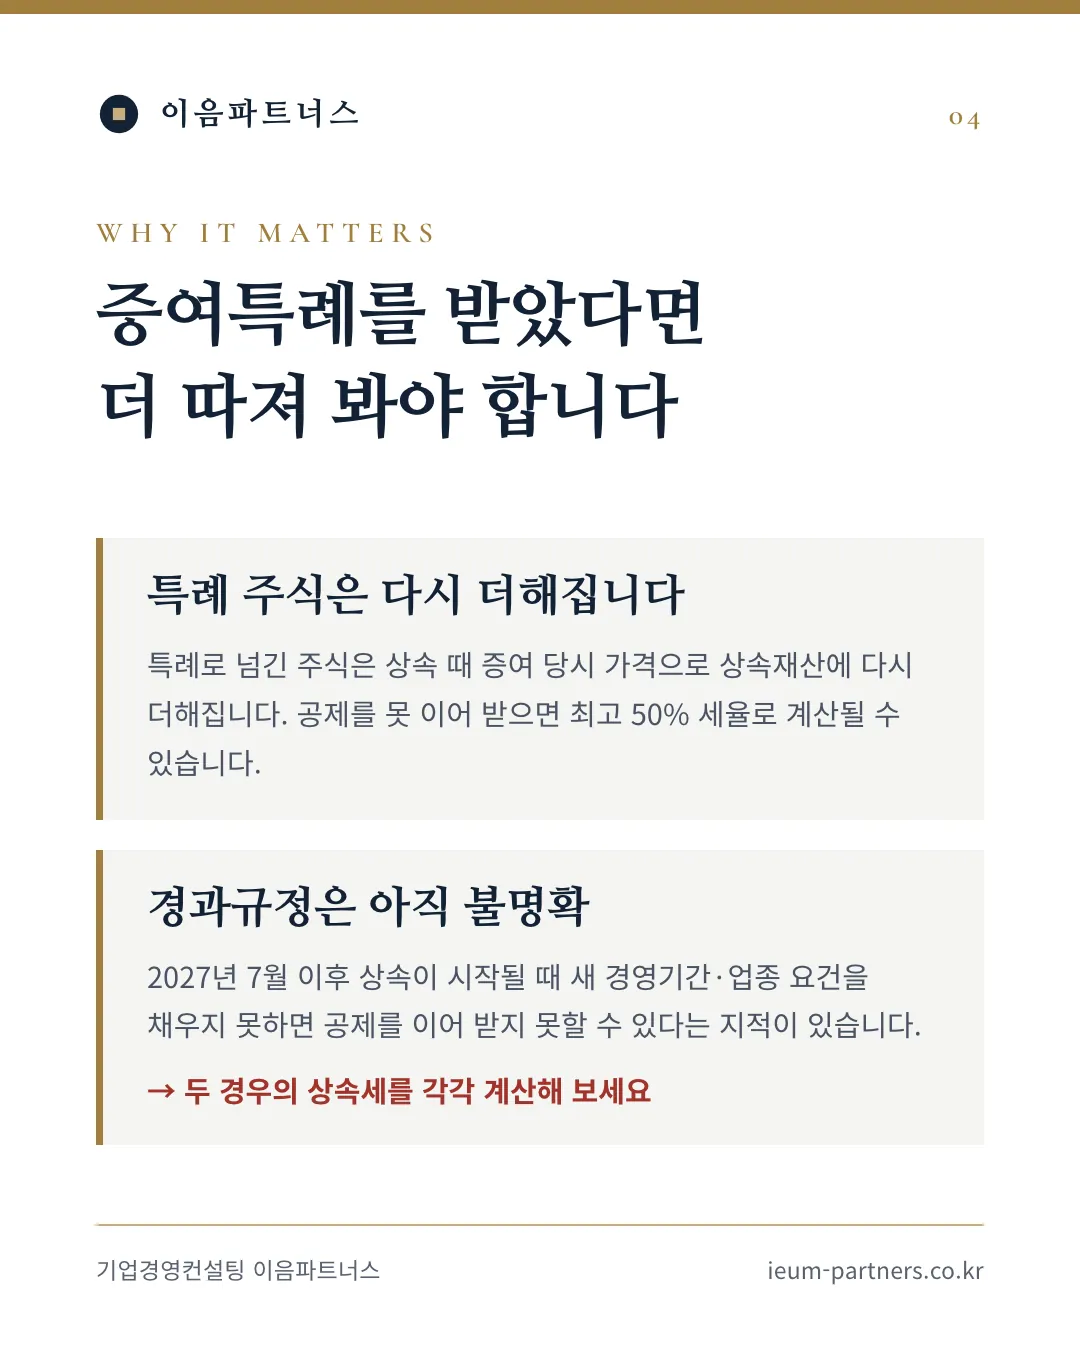 이음파트너스
04
WHY IT MATTERS
증여특례를 받았다면
더 따져 봐야 합니다
특례 주식은 다시 더해집니다
특례로 넘긴 주식은 상속 때 증여 당시 가격으로 상속재산에 다시
더해집니다. 공제를 못 이어 받으면 최고 50% 세율로 계산될 수
있습니다.
경과규정은 아직 불명확
2027년 7월 이후 상속이 시작될 때 새 경영기간·업종 요건을
채우지 못하면 공제를 이어 받지 못할 수 있다는 지적이 있습니다.
→ 두 경우의 상속세를 각각 계산해 보세요
기업경영컨설팅 이음파트너스
ieum-partners.co.kr